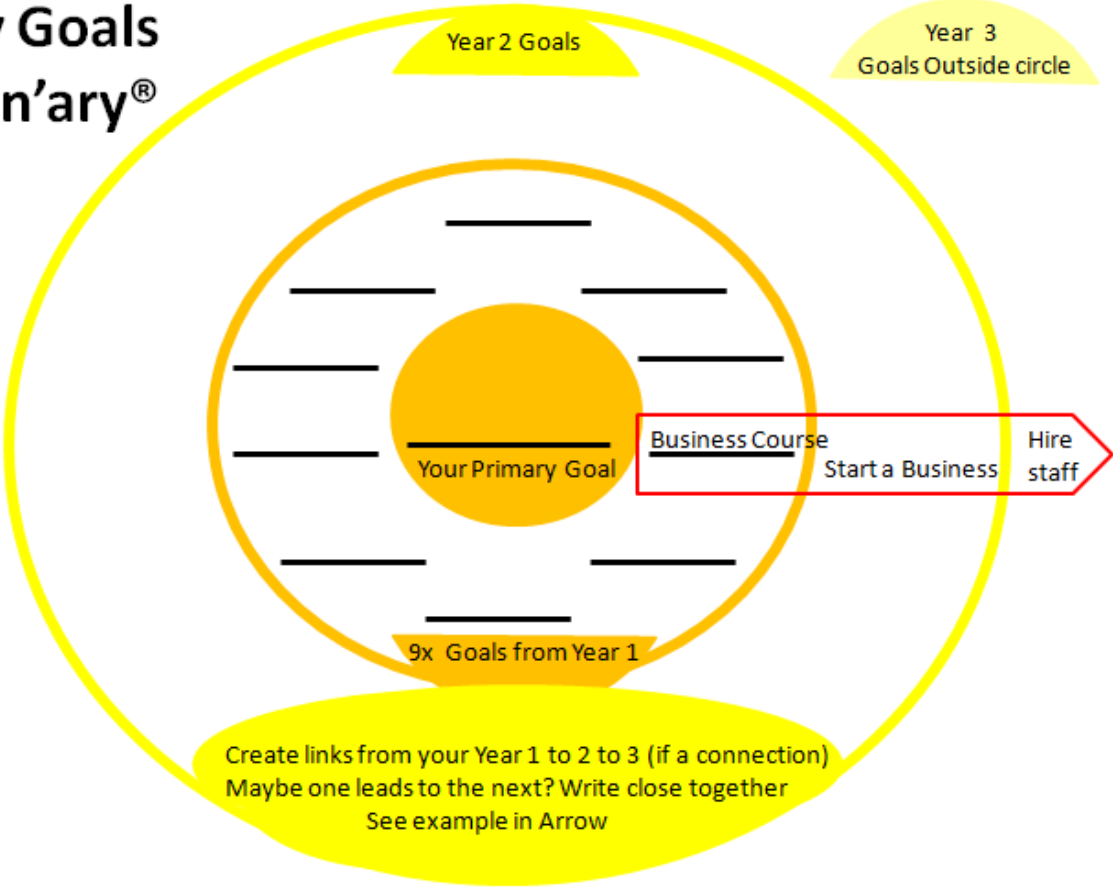 y Goals
n'ary®
Year 2 Goals
Year 3
Goals Outside circle
Business Course
Start a Business
Hire
staff
Your Primary Goal
9x Goals from Year 1
Create links from your Year 1 to 2 to 3 (if a connection)
Maybe one leads to the next? Write close together
See example in Arrow